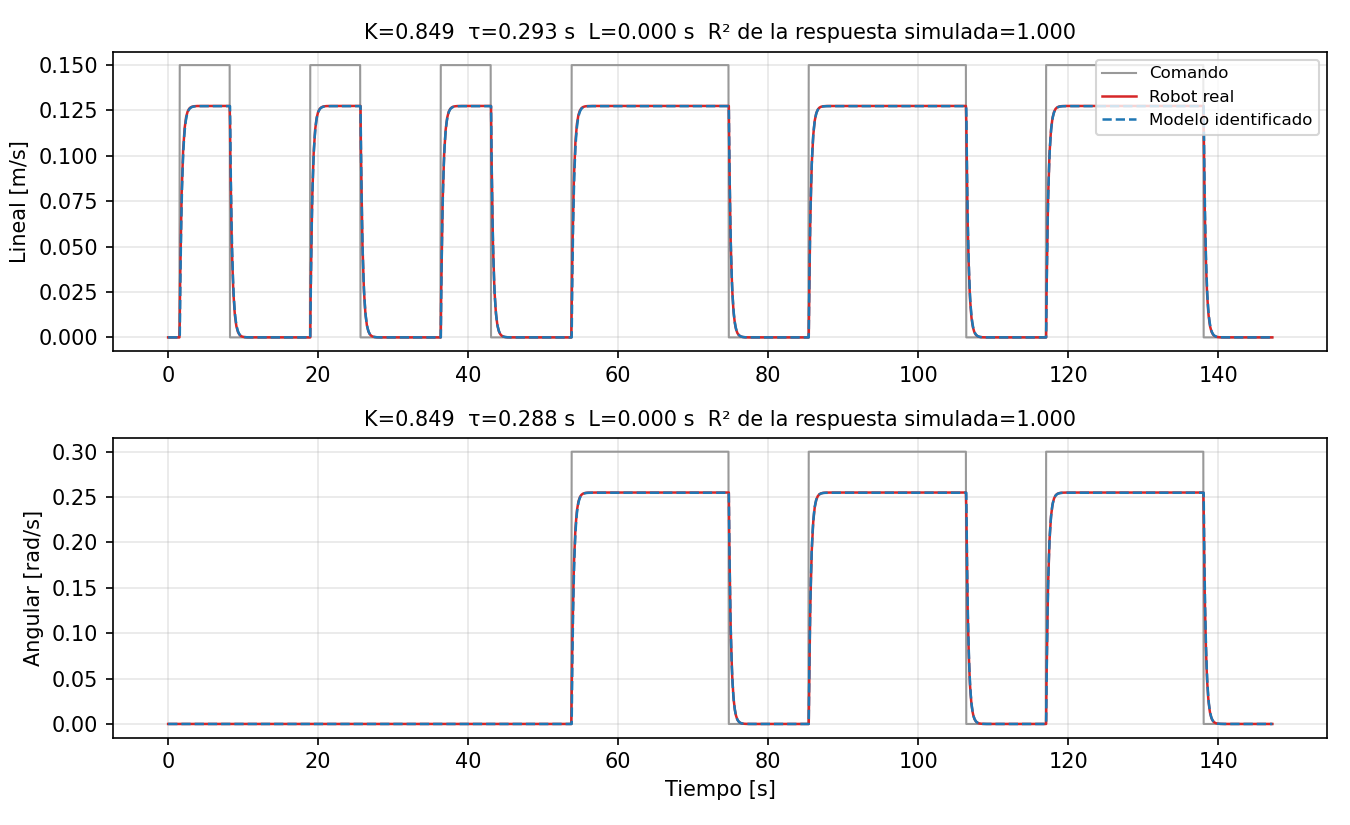 K=0.849 τ=0.293 s L=0.000 s R² de la respuesta simulada=1.000
Lineal [m/s]
0.150
0.125
0.100
0.075
0.050
0.025
0.000
Comando
Robot real
Modelo identificado
0 20 40 60 80 100 120 140
K=0.849 τ=0.288 s L=0.000 s R² de la respuesta simulada=1.000
Angular [rad/s]
0.30
0.25
0.20
0.15
0.10
0.05
0.00
0 20 40 60 80 100 120 140
Tiempo [s]